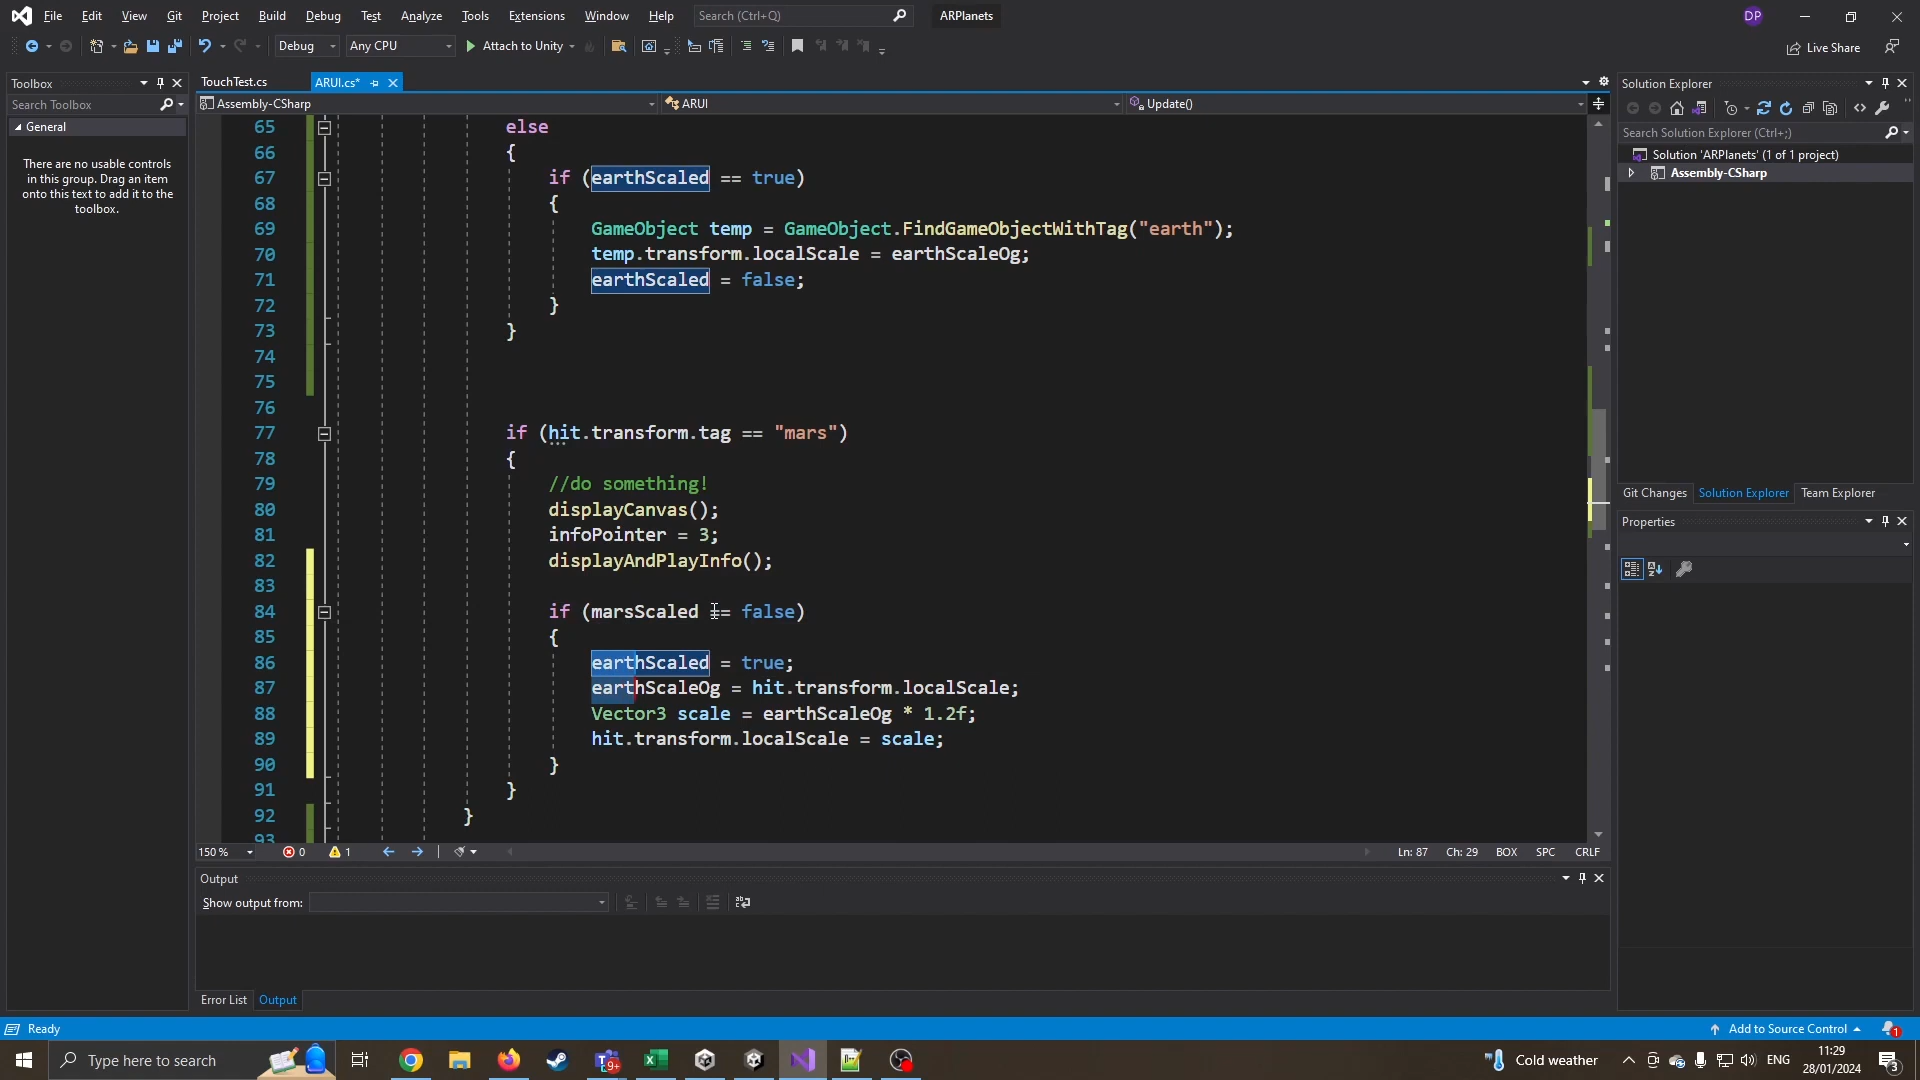 File Edit View Git Project Build Debug Test Analyze Tools Extensions Window Help Search (Ctrl+Q) ARPlanets DP
Debug Any CPU Attach to Unity Live Share
Toolbox
Search Toolbox
General
There are no usable controls
in this group. Drag an item
onto this text to add it to the
toolbox.
TouchTest.cs ARUI.cs*
Assembly-CSharp ARUI Update()
65 else
66 {
67 if (earthScaled == true)
68 {
69 GameObject temp = GameObject.FindGameObjectWithTag("earth");
70 temp.transform.localScale = earthScaleOg;
71 earthScaled = false;
72 }
73 }
74
75
76
77 if (hit.transform.tag == "mars")
78 {
79 //do something!
80 displayCanvas();
81 infoPointer = 3;
82 displayAndPlayInfo();
83
84 if (marsScaled == false)
85 {
86 earthScaled = true;
87 earthScaleOg = hit.transform.localScale;
88 Vector3 scale = earthScaleOg * 1.2f;
89 hit.transform.localScale = scale;
90 }
91 }
92 }
93
150 % 0 1 Ln: 87 Ch: 29 BOX SPC CRLF
Output
Show output from:
Error List Output
Solution Explorer
Search Solution Explorer (Ctrl+;)
Solution 'ARPlanets' (1 of 1 project)
Assembly-CSharp
Git Changes Solution Explorer Team Explorer
Properties
Ready Add to Source Control 1
Type here to search 9+ Cold weather ENG 11:29
28/01/2024 3